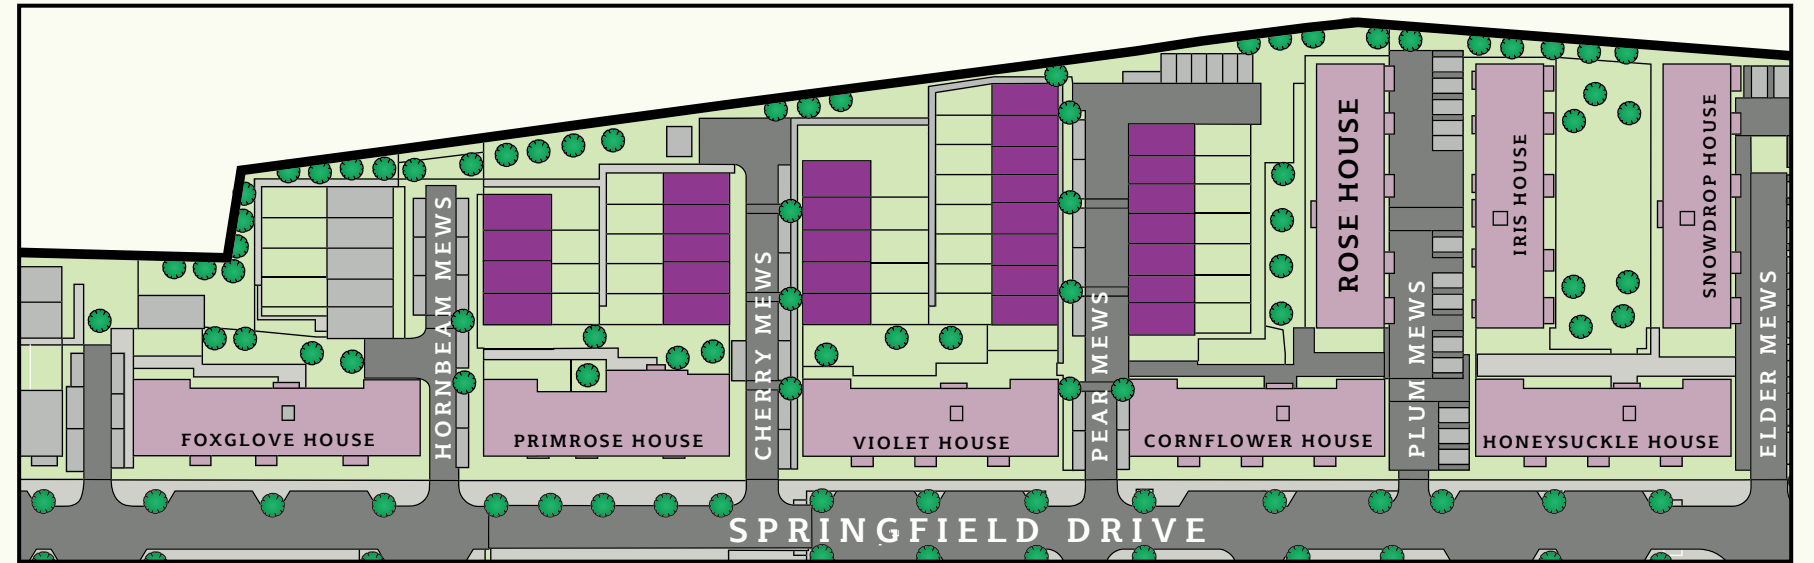 ROSE HOUSE
IRIS HOUSE
SNOWDROP HOUSE
HORNBEAM MEWS
CHERRY MEWS
PEAR MEWS
PLUM MEWS
ELDER MEWS
FOXGLOVE HOUSE
PRIMROSE HOUSE
VIOLET HOUSE
CORNFLOWER HOUSE
HONEYSUCKLE HOUSE
SPRINGFIELD DRIVE